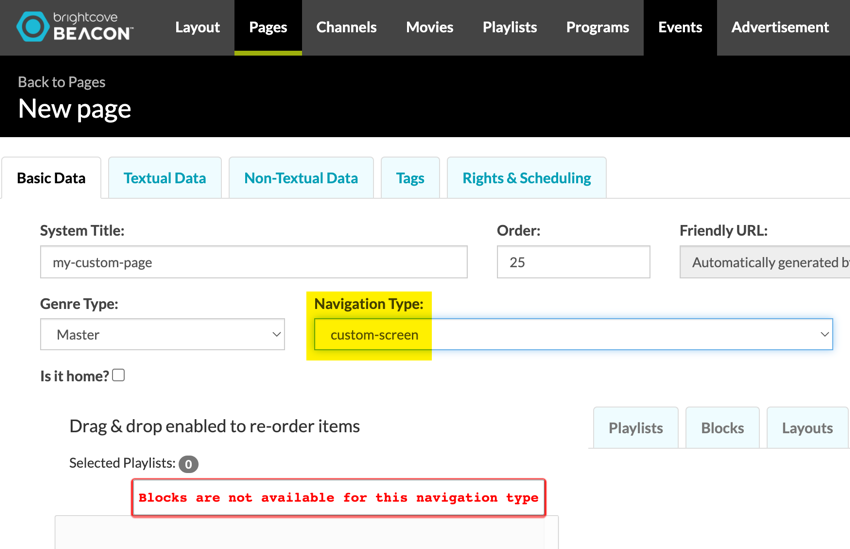 brightcove
BEACON™
Layout Pages Channels Movies Playlists Programs Events Advertisement
Back to Pages
New page
Basic Data Textual Data Non-Textual Data Tags Rights & Scheduling
System Title: Order: Friendly URL:
my-custom-page 25 Automatically generated b
Genre Type: Navigation Type:
Master custom-screen
Is it home?
Drag & drop enabled to re-order items Playlists Blocks Layouts
Selected Playlists: 0
Blocks are not available for this navigation type